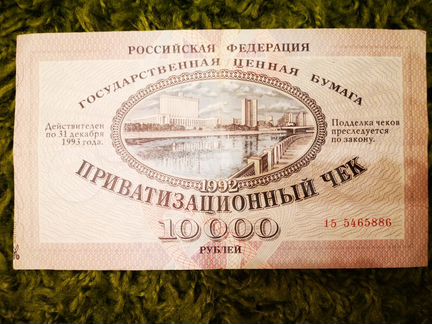 РОССИЙСКАЯ ФЕДЕРАЦИЯ
ГОСУДАРСТВЕННАЯ ЦЕННАЯ БУМАГА
Действителен
по 31 декабря
1993 года.
Подделка чеков
преследуется
по закону.
1992
ПРИВАТИЗАЦИОННЫЙ ЧЕК
10000
РУБЛЕЙ
15 5465886